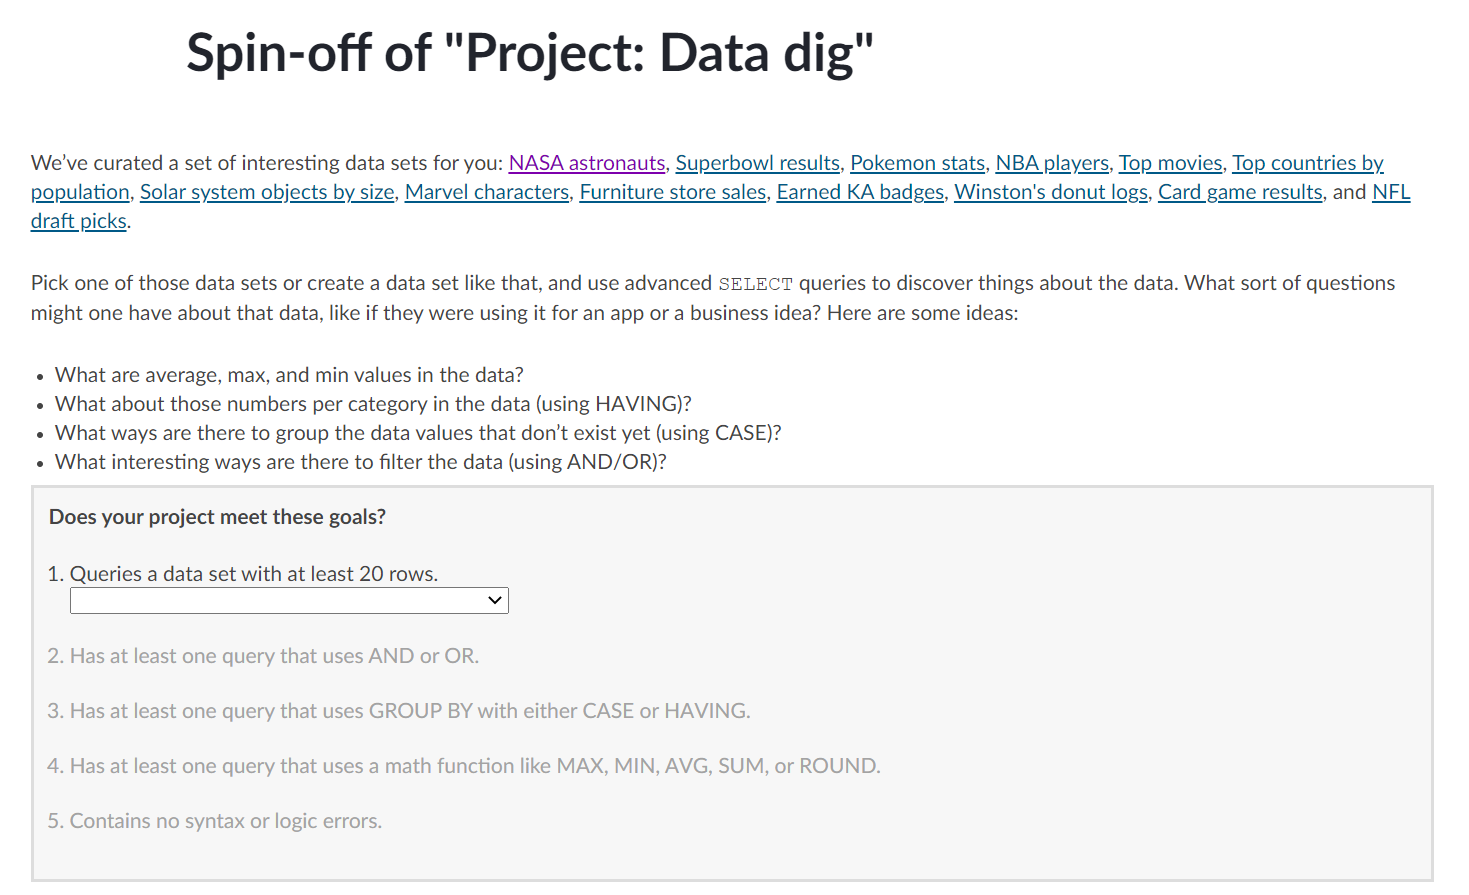 Spin-off of "Project: Data dig"
We’ve curated a set of interesting data sets for you: NASA astronauts, Superbowl results, Pokemon stats, NBA players, Top movies, Top countries by
population, Solar system objects by size, Marvel characters, Furniture store sales, Earned KA badges, Winston's donut logs, Card game results, and NFL
draft picks.
Pick one of those data sets or create a data set like that, and use advanced SELECT queries to discover things about the data. What sort of questions
might one have about that data, like if they were using it for an app or a business idea? Here are some ideas:
• What are average, max, and min values in the data?
• What about those numbers per category in the data (using HAVING)?
• What ways are there to group the data values that don’t exist yet (using CASE)?
• What interesting ways are there to filter the data (using AND/OR)?
Does your project meet these goals?
1. Queries a data set with at least 20 rows.
2. Has at least one query that uses AND or OR.
3. Has at least one query that uses GROUP BY with either CASE or HAVING.
4. Has at least one query that uses a math function like MAX, MIN, AVG, SUM, or ROUND.
5. Contains no syntax or logic errors.